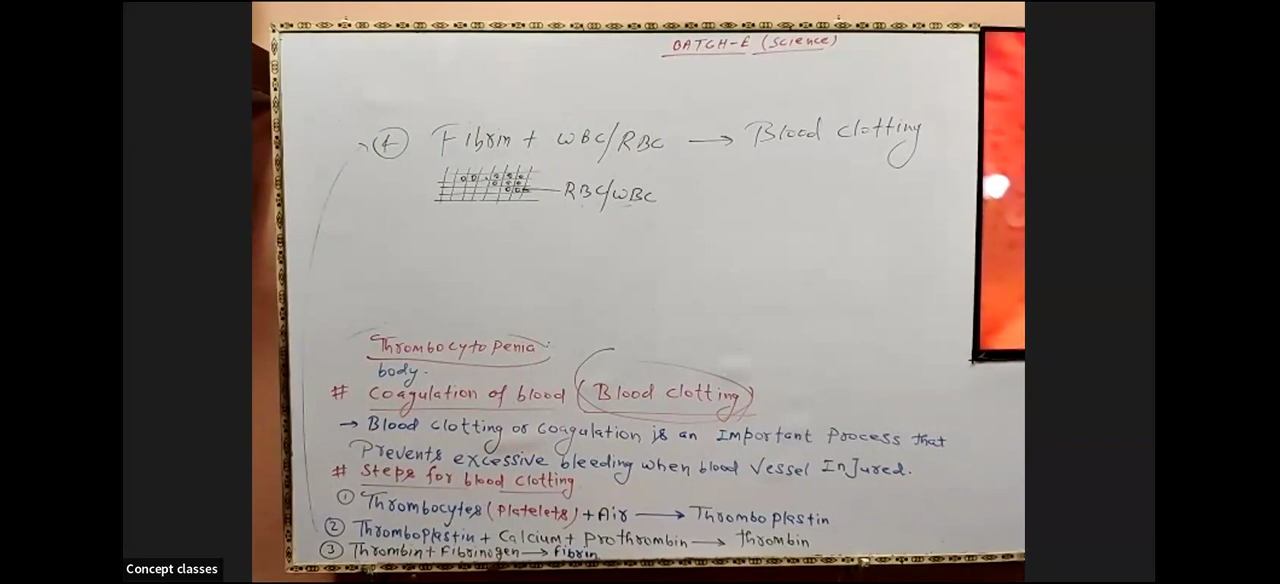 BATCH-E (Science)
④ Fibrin + WBC/RBC → Blood clotting
RBC/WBC
Thrombocytopenia
body.
# Coagulation of blood (Blood clotting)
→ Blood clotting or coagulation is an Important Process that
Prevents excessive bleeding when blood Vessel Injured.
# Steps for blood clotting
① Thrombocytes (Platelets) + Air → Thromboplastin
② Thromboplastin + Calcium + Prothrombin → thrombin
③ Thrombin + Fibrinogen → Fibrin
Concept classes